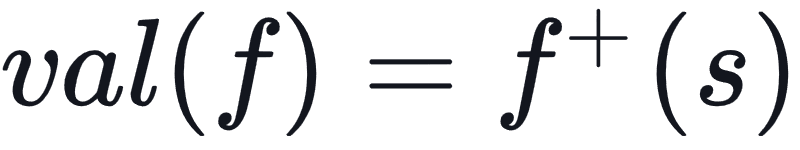 val(f) = f⁺(s)